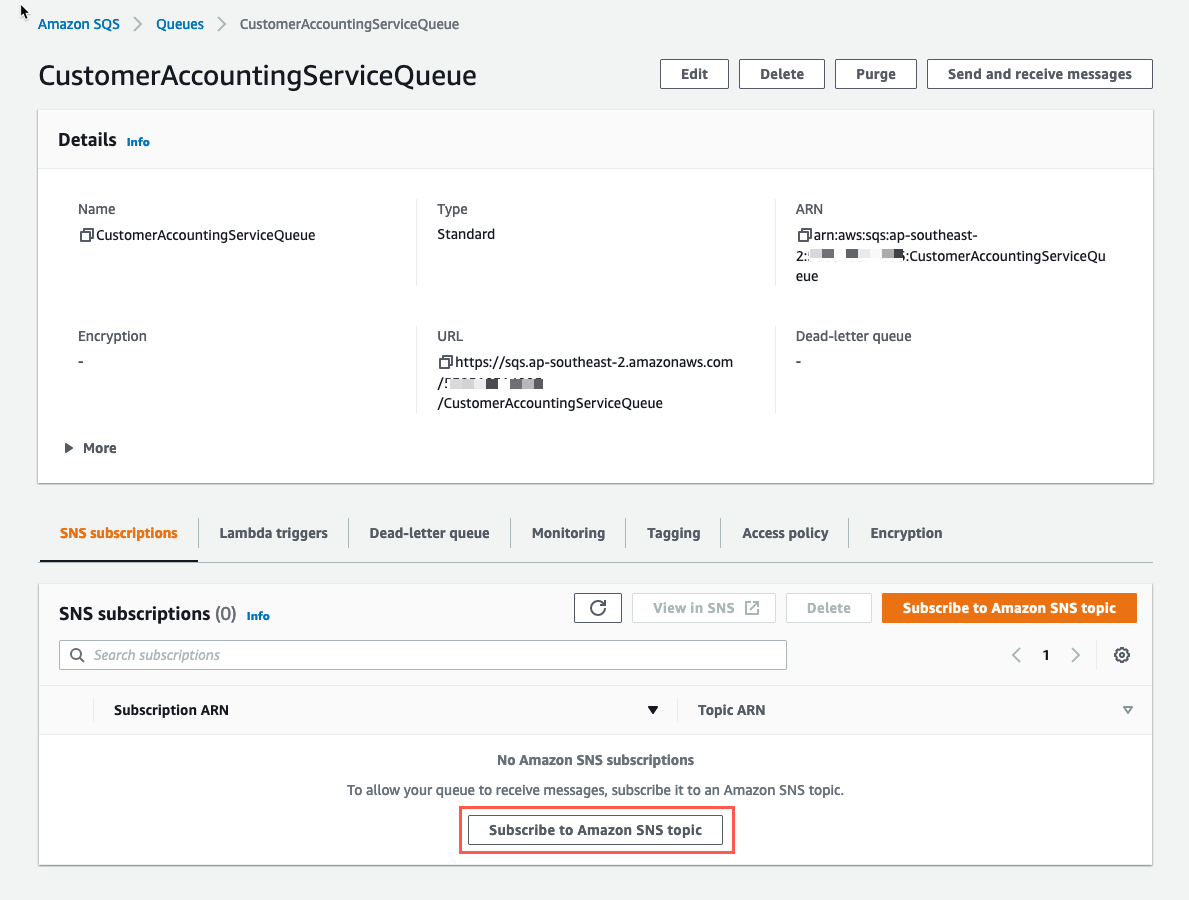 Amazon SQS > Queues > CustomerAccountingServiceQueue
CustomerAccountingServiceQueue
Edit
Delete
Purge
Send and receive messages
Details Info
Name
CustomerAccountingServiceQueue
Type
Standard
ARN
arn:aws:sqs:ap-southeast-
2: :CustomerAccountingServiceQu
eue
Encryption
-
URL
https://sqs.ap-southeast-2.amazonaws.com
/
/CustomerAccountingServiceQueue
Dead-letter queue
-
More
SNS subscriptions
Lambda triggers
Dead-letter queue
Monitoring
Tagging
Access policy
Encryption
SNS subscriptions (0) Info
View in SNS
Delete
Subscribe to Amazon SNS topic
Search subscriptions
1
Subscription ARN
Topic ARN
No Amazon SNS subscriptions
To allow your queue to receive messages, subscribe it to an Amazon SNS topic.
Subscribe to Amazon SNS topic